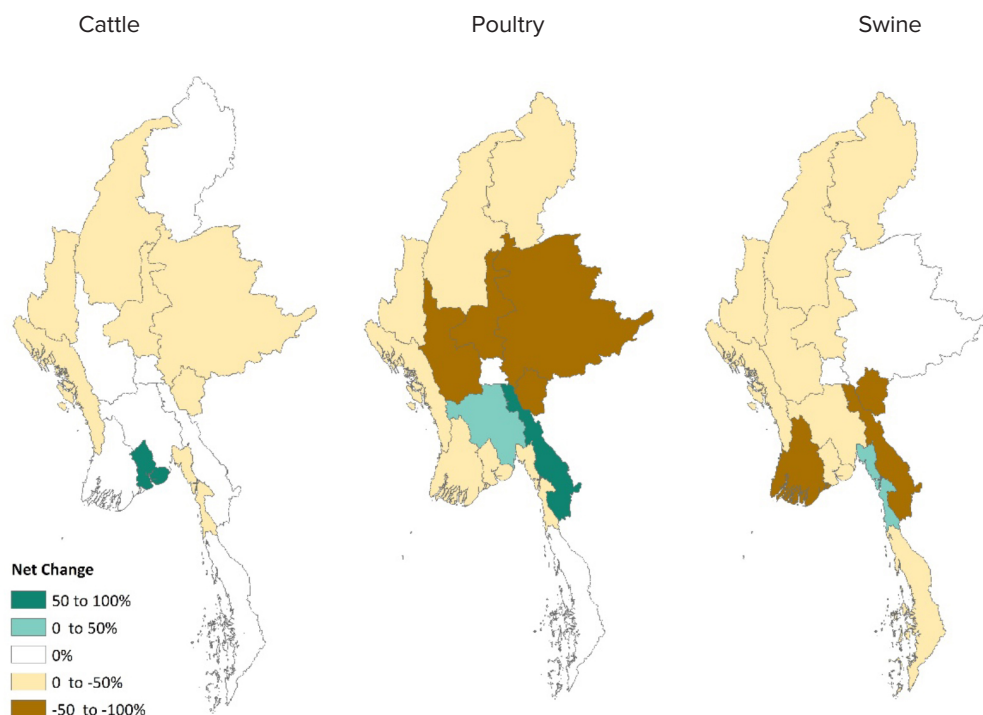 Cattle
Poultry
Swine
Net Change
50 to 100%
0 to 50%
0%
0 to -50%
-50 to -100%